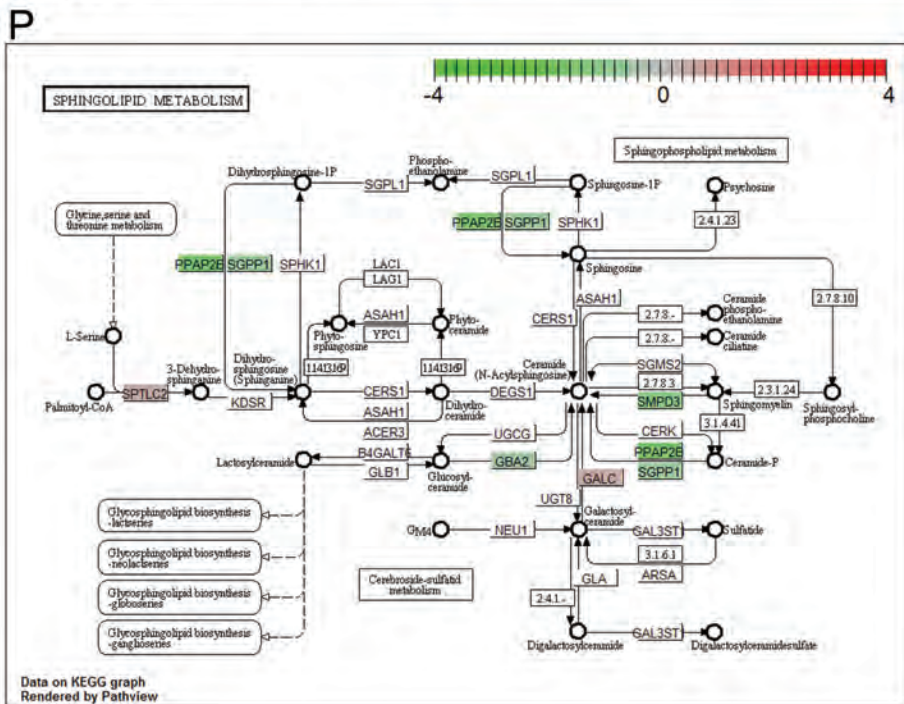 P
-4 0 4
SPHINGOLIPID METABOLISM
Sphingophospholipid metabolism
Dihydrosphingosine-1P
Phospho-
ethanolamine
SGPL1
SGPL1
Sphingosine-1P
Psychosine
Glycine,serine and
threonine metabolism
PPAP2B SGPP1 SPHK1
2.4.1.23
PPAP2B SGPP1 SPHK1
Sphingosine
LAC1
LAG1
ASAH1
CERS1
2.7.8.10
L-Serine
Phyto-
sphingosine
ASAH1
YPC1
Phyto-
ceramide
2.7.8.-
Ceramide
phospho-
ethanolamine
2.7.8.-
Ceramide
ciliatine
3-Dehydro-
sphinganine
Dihydro-
sphingosine
(Sphinganine)
Ceramide
(N-Acylsphingosine)
SGMS2
2.7.8.3
SMPD3
Sphingomyelin
2.3.1.24
Sphingosyl-
phosphocholine
Palmitoyl-CoA
SPTLC2
KDSR
CERS1
ASAH1
ACER3
Dihydro-
ceramide
DEGS1
3.1.4.41
UGCG
CERK
Lactosylceramide
B4GALT6
GLB1
Glucosyl-
ceramide
GBA2
PPAP2B
SGPP1
Ceramide-P
GALC
UGT8
Glycosphingolipid biosynthesis
-lactseries
Galactosyl-
ceramide
GM4
NEU1
GAL3ST1
Sulfatide
3.1.6.1
ARSA
Glycosphingolipid biosynthesis
-neolactseries
Cerebroside-sulfatid
metabolism
GLA
2.4.1.-
Glycosphingolipid biosynthesis
-globoseries
Glycosphingolipid biosynthesis
-ganglioseries
GAL3ST1
Digalactosylceramide
Digalactosylceramidesulfate
Data on KEGG graph
Rendered by Pathview